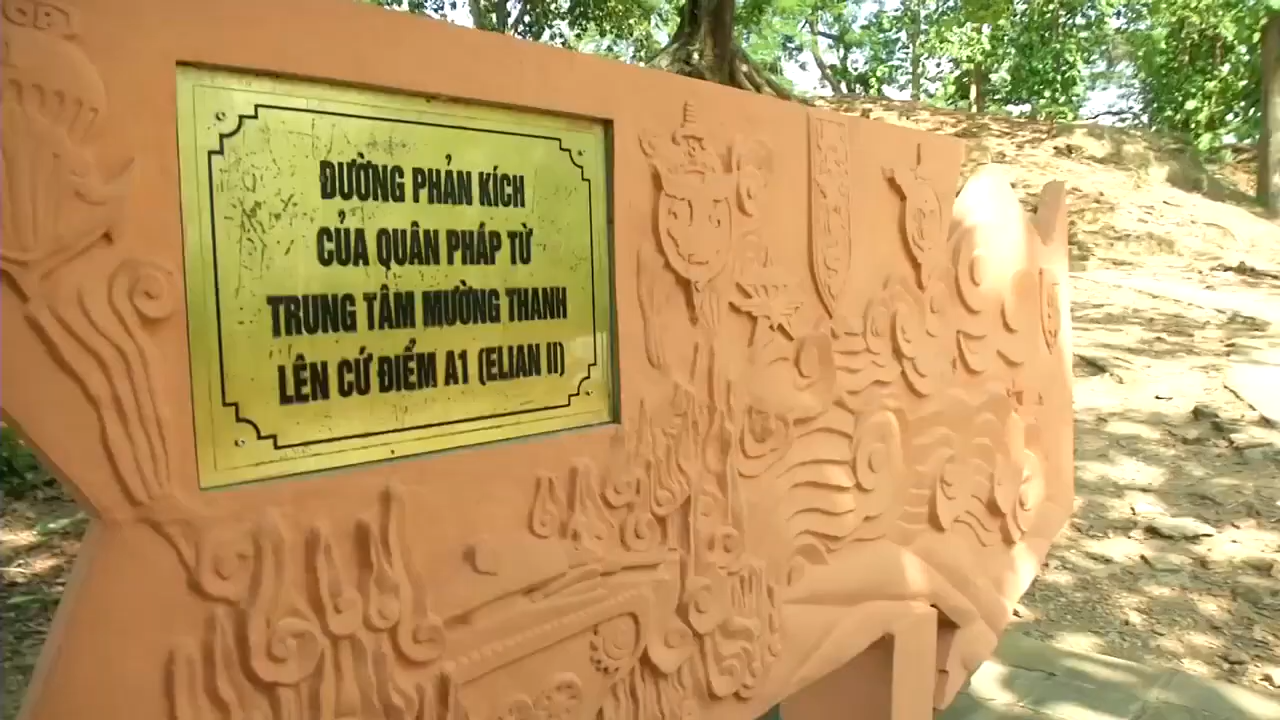 ĐƯỜNG PHẢN KÍCH
CỦA QUÂN PHÁP TỪ
TRUNG TÂM MƯỜNG THANH
LÊN CỨ ĐIỂM A1 (ELIAN II)